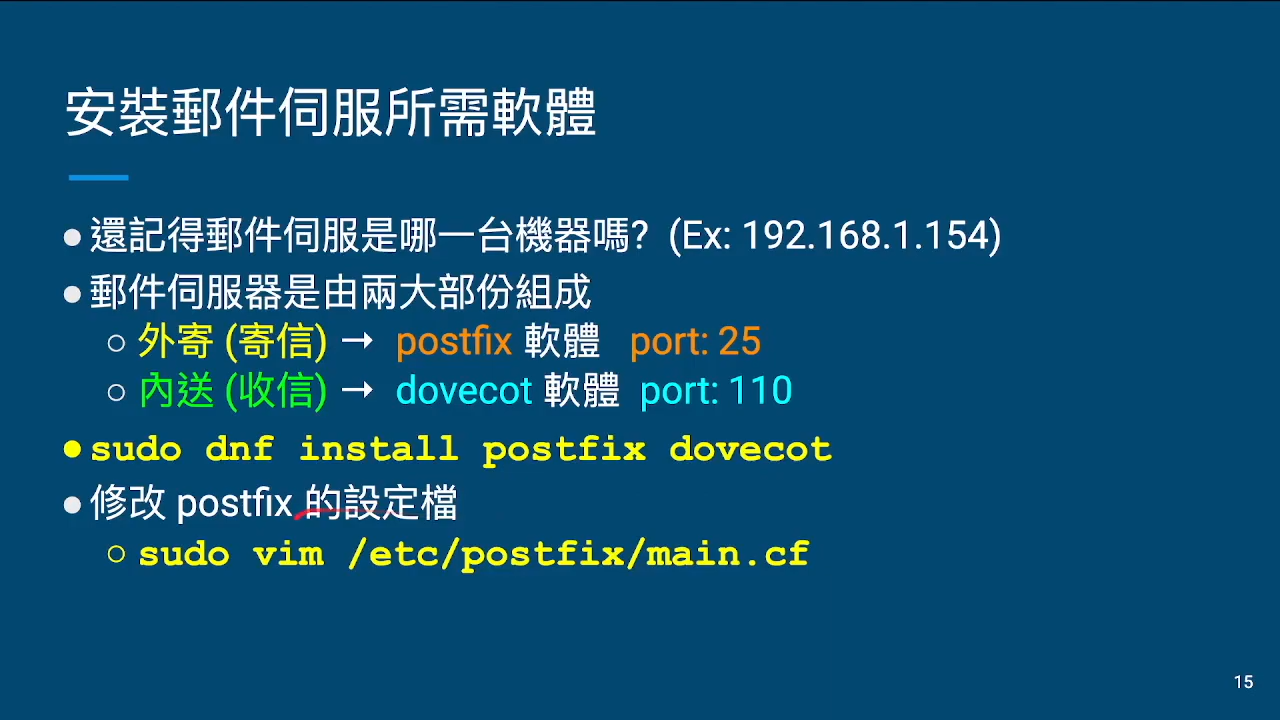 安裝郵件伺服所需軟體
●還記得郵件伺服是哪一台機器嗎? (Ex: 192.168.1.154)
●郵件伺服器是由兩大部份組成
○ 外寄 (寄信) → postfix 軟體 port: 25
○ 內送 (收信) → dovecot 軟體 port: 110
●sudo dnf install postfix dovecot
●修改 postfix 的設定檔
○ sudo vim /etc/postfix/main.cf
15